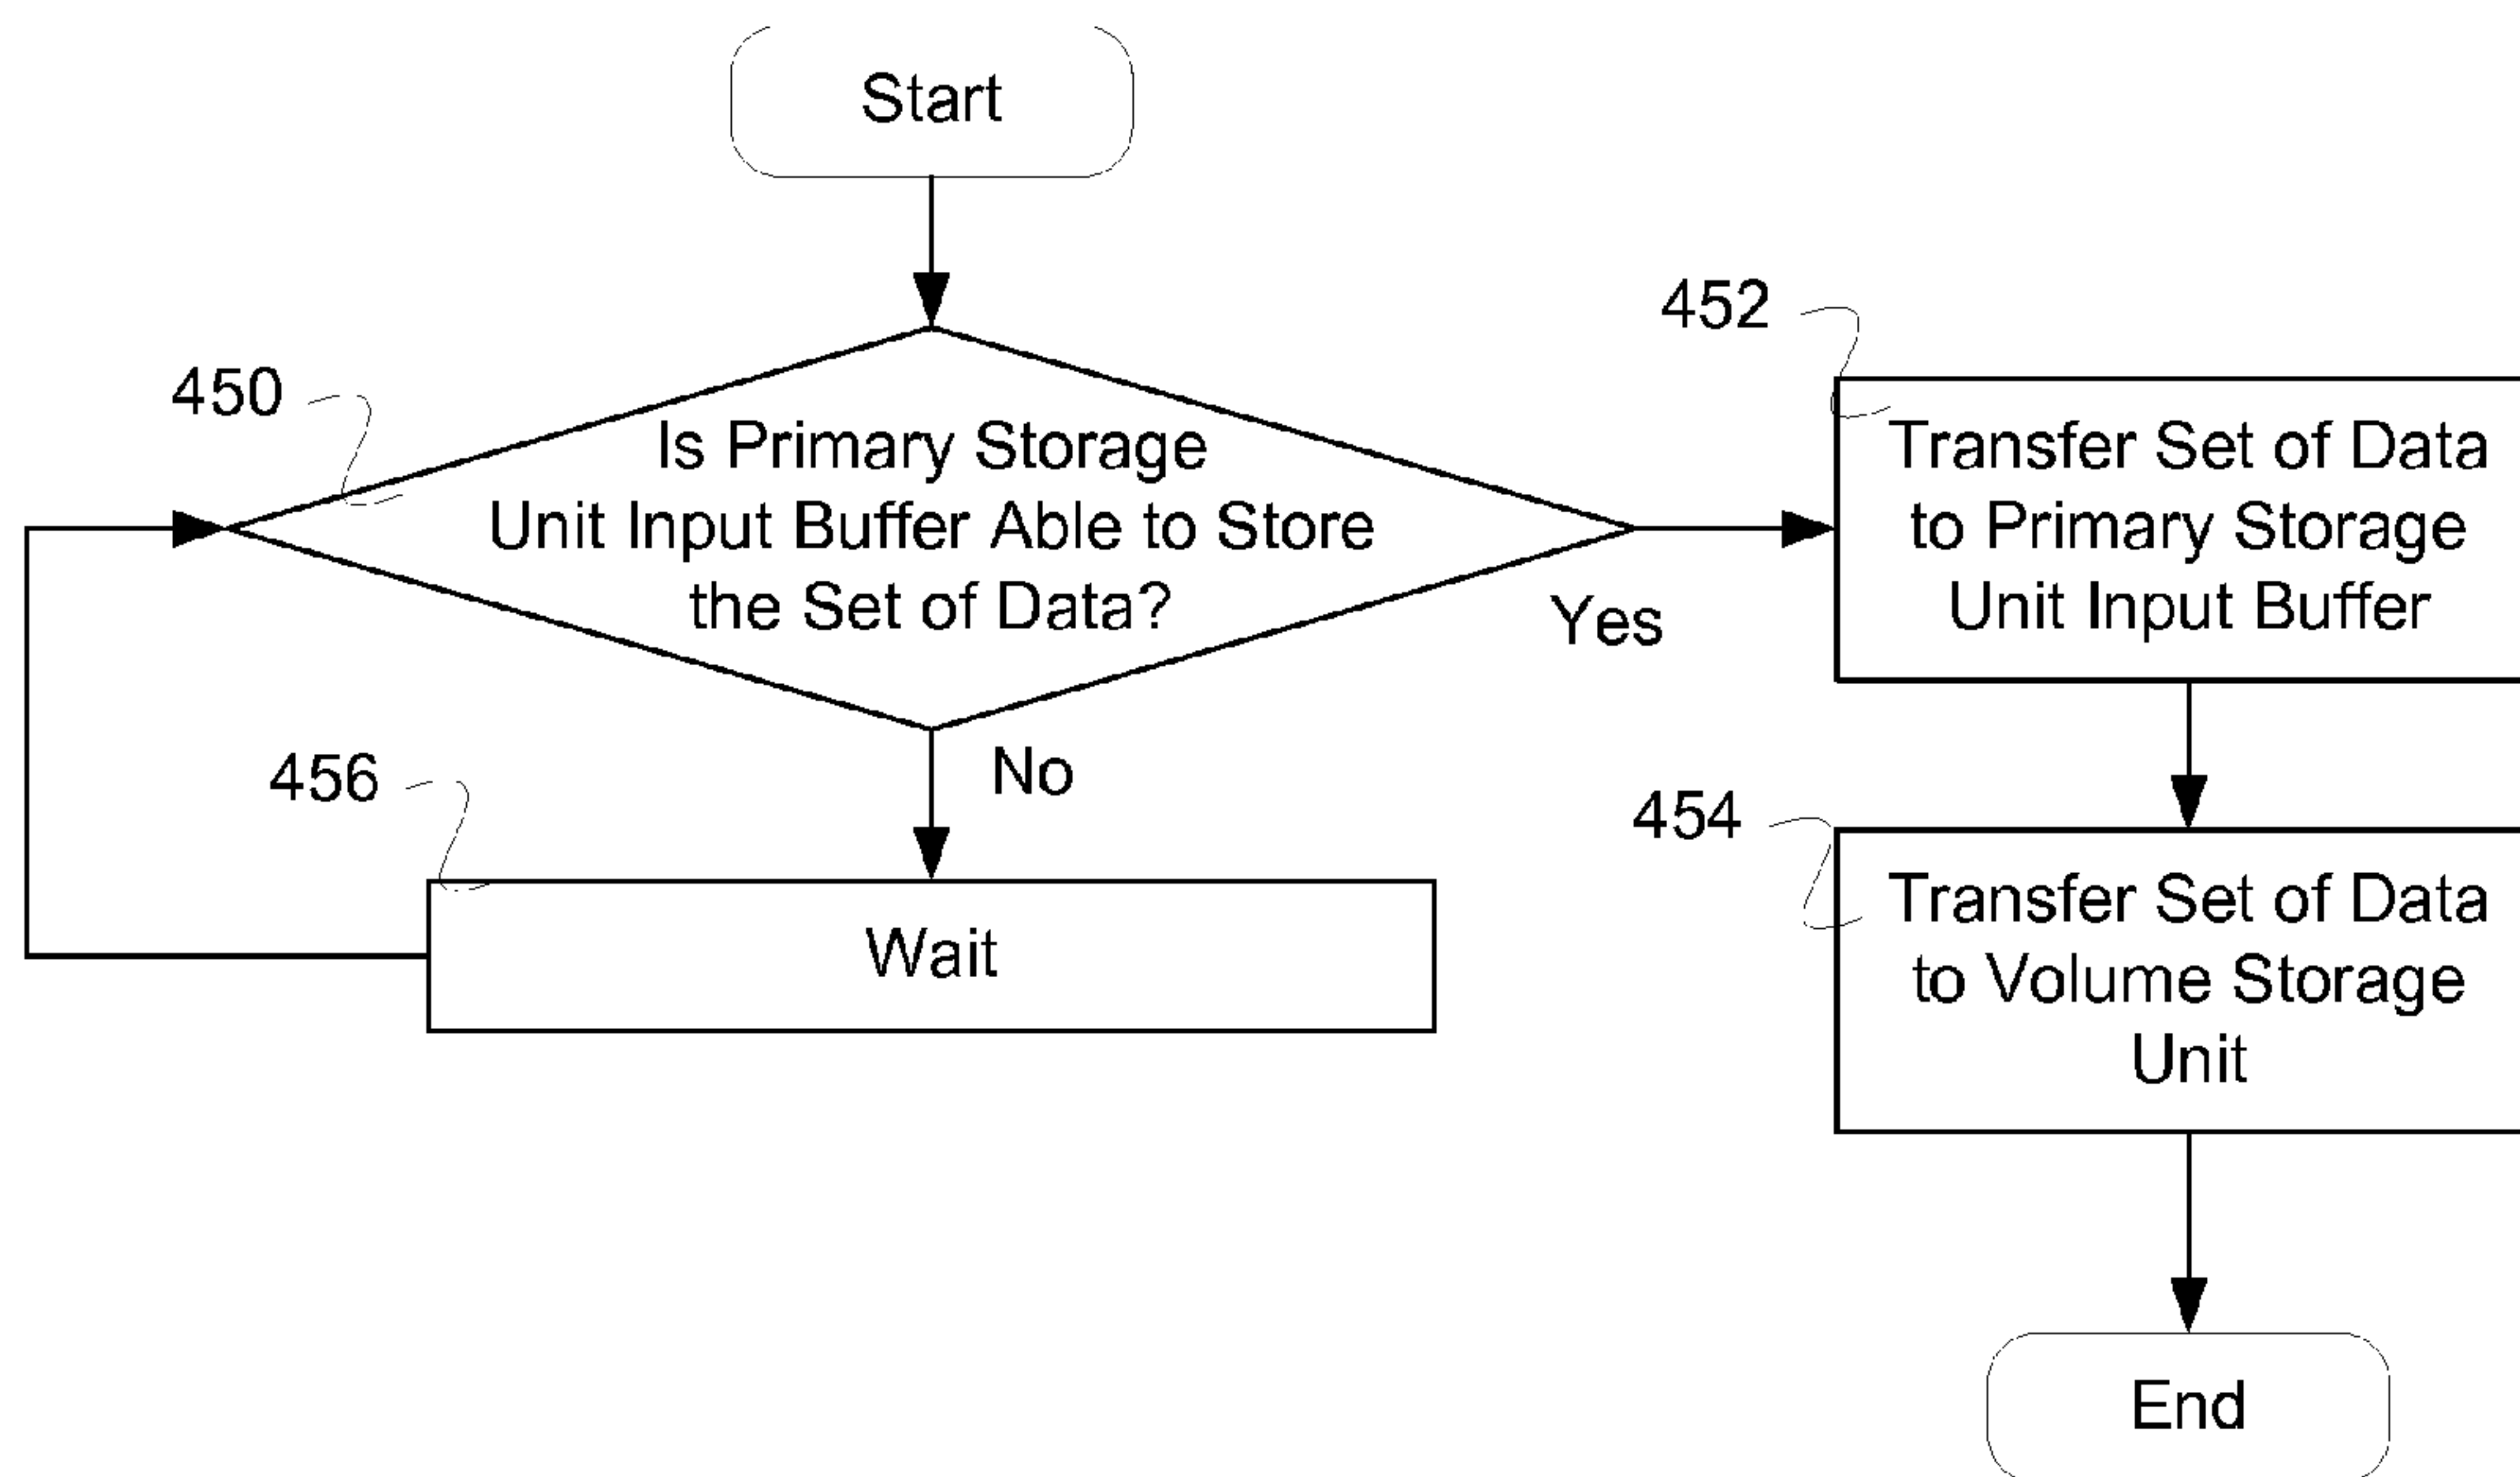 Start
450
Is Primary Storage
Unit Input Buffer Able to Store
the Set of Data?
Yes
No
452
Transfer Set of Data
to Primary Storage
Unit Input Buffer
456
Wait
454
Transfer Set of Data
to Volume Storage
Unit
End